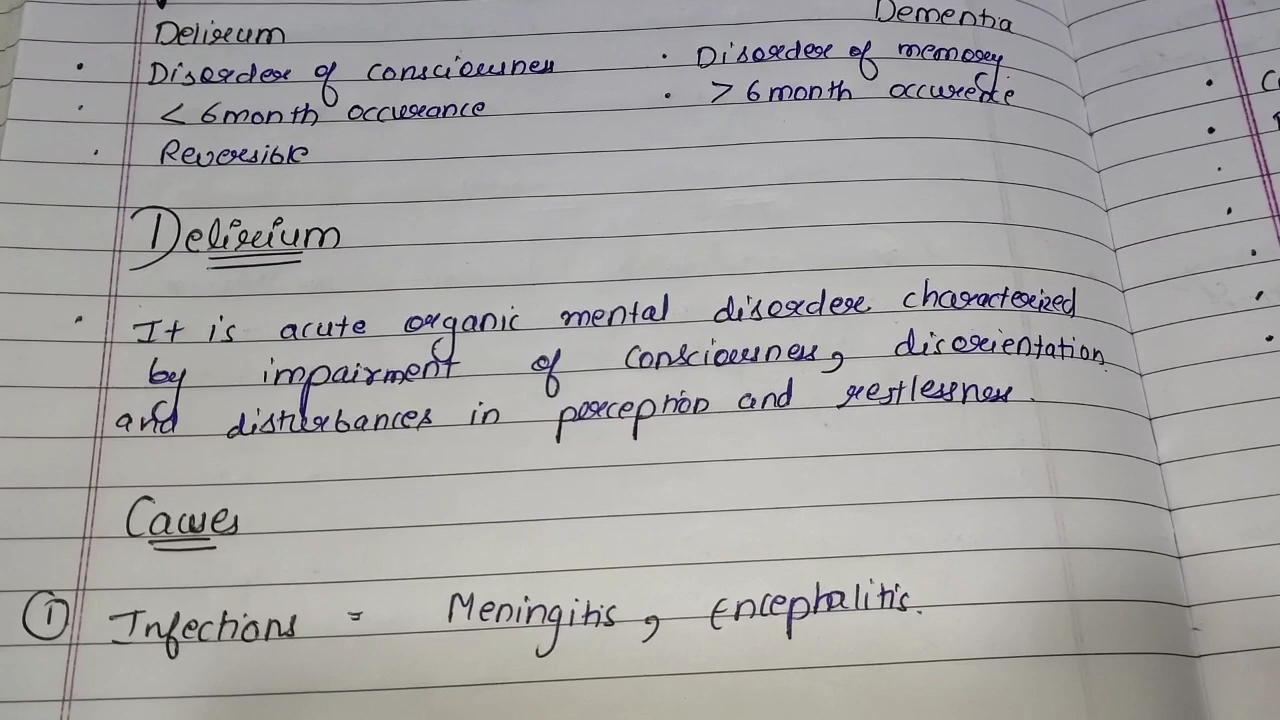 Delirum
Dementia
• Disorder of consciousness
• Disorder of memory
• < 6 month occurance
• > 6 month occurence
• Reversible
Delirium
• It is acute organic mental disorder characterized
by impairment of consciousness, disorientation
and disturbances in perception and restlessness.
Causes
① Infections = Meningitis, Encephalitis.